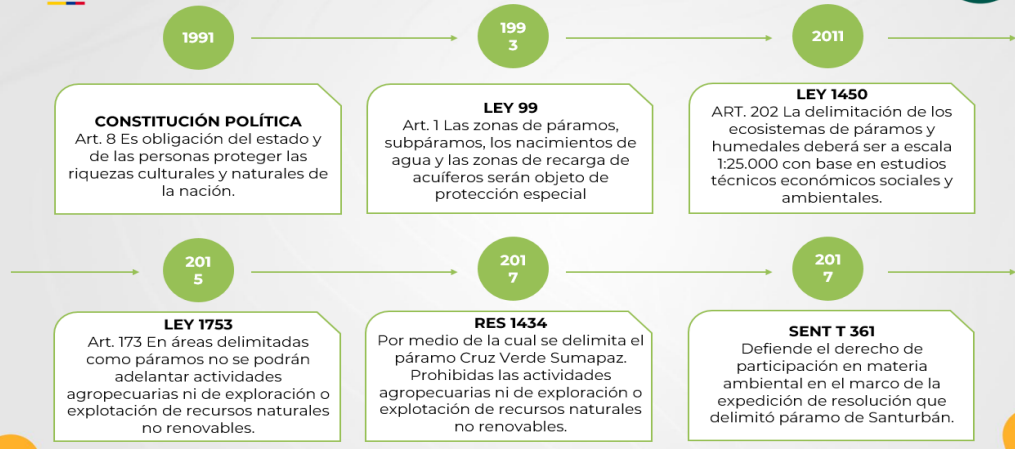 1991
199
3
2011
CONSTITUCIÓN POLÍTICA
Art. 8 Es obligación del estado y
de las personas proteger las
riquezas culturales y naturales de
la nación.
LEY 99
Art. 1 Las zonas de páramos,
subpáramos, los nacimientos de
agua y las zonas de recarga de
acuíferos serán objeto de
protección especial
LEY 1450
ART. 202 La delimitación de los
ecosistemas de páramos y
humedales deberá ser a escala
1:25.000 con base en estudios
técnicos económicos sociales y
ambientales.
201
5
201
7
201
7
LEY 1753
Art. 173 En áreas delimitadas
como páramos no se podrán
adelantar actividades
agropecuarias ni de exploración o
explotación de recursos naturales
no renovables.
RES 1434
Por medio de la cual se delimita el
páramo Cruz Verde Sumapaz.
Prohibidas las actividades
agropecuarias ni de exploración o
explotación de recursos naturales
no renovables.
SENT T 361
Defiende el derecho de
participación en materia
ambiental en el marco de la
expedición de resolución que
delimitó páramo de Santurbán.